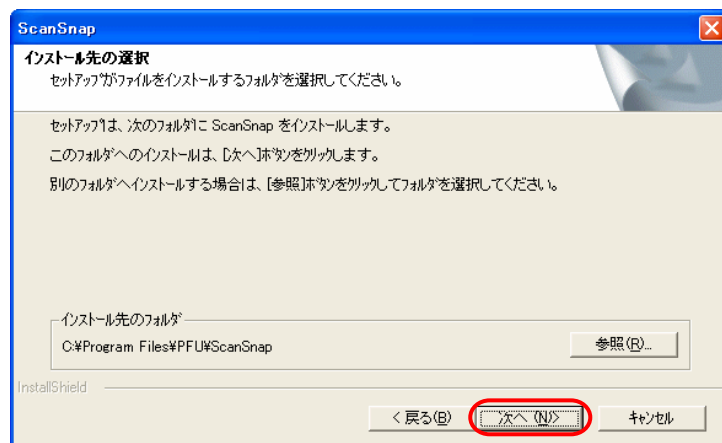 ScanSnap
インストール先の選択
セットアップがファイルをインストールするフォルダを選択してください。
セットアップは、次のフォルダに ScanSnap をインストールします。
このフォルダへのインストールは、[次へ]ボタンをクリックします。
別のフォルダへインストールする場合は、[参照]ボタンをクリックしてフォルダを選択してください。
インストール先のフォルダ
C:¥Program Files¥PFU¥ScanSnap
参照(R)...
InstallShield
< 戻る(B)
次へ (N)>
キャンセル